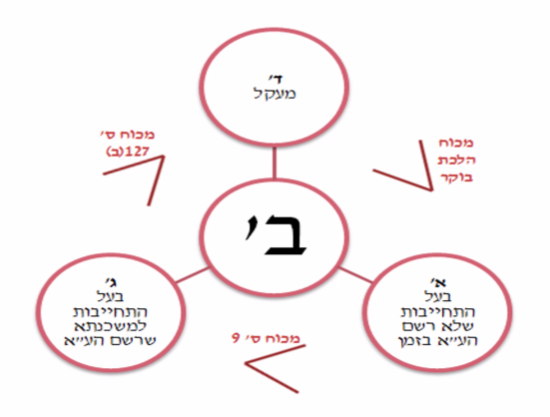 ד'
מעקל
מכוח ס'
127(ב)
מכוח
הלכת
בוקר
ב'
ג'
בעל
התחייבות
למשכנתא
שרשם הע״א
א'
בעל
התחייבות
שלא רשם
הע״א בזמן
מכוח ס' 9